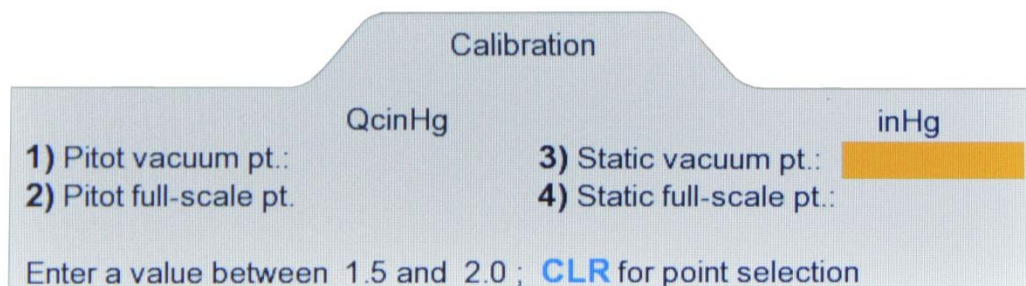 Calibration
QcinHg inHg
1) Pitot vacuum pt.: 3) Static vacuum pt.:
2) Pitot full-scale pt. 4) Static full-scale pt.:
Enter a value between 1.5 and 2.0 ; CLR for point selection